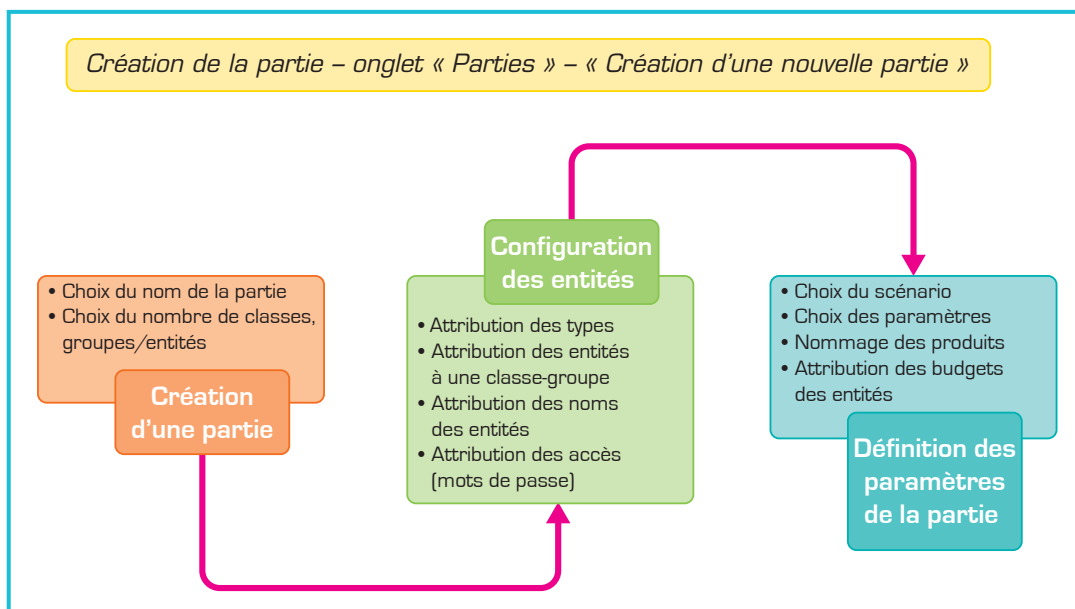 Création de la partie – onglet « Parties » – « Création d'une nouvelle partie »
• Choix du nom de la partie
• Choix du nombre de classes,
groupes/entités
Création
d'une partie
Configuration
des entités
• Attribution des types
• Attribution des entités
à une classe-groupe
• Attribution des noms
des entités
• Attribution des accès
(mots de passe)
• Choix du scénario
• Choix des paramètres
• Nommage des produits
• Attribution des budgets
des entités
Définition des
paramètres
de la partie